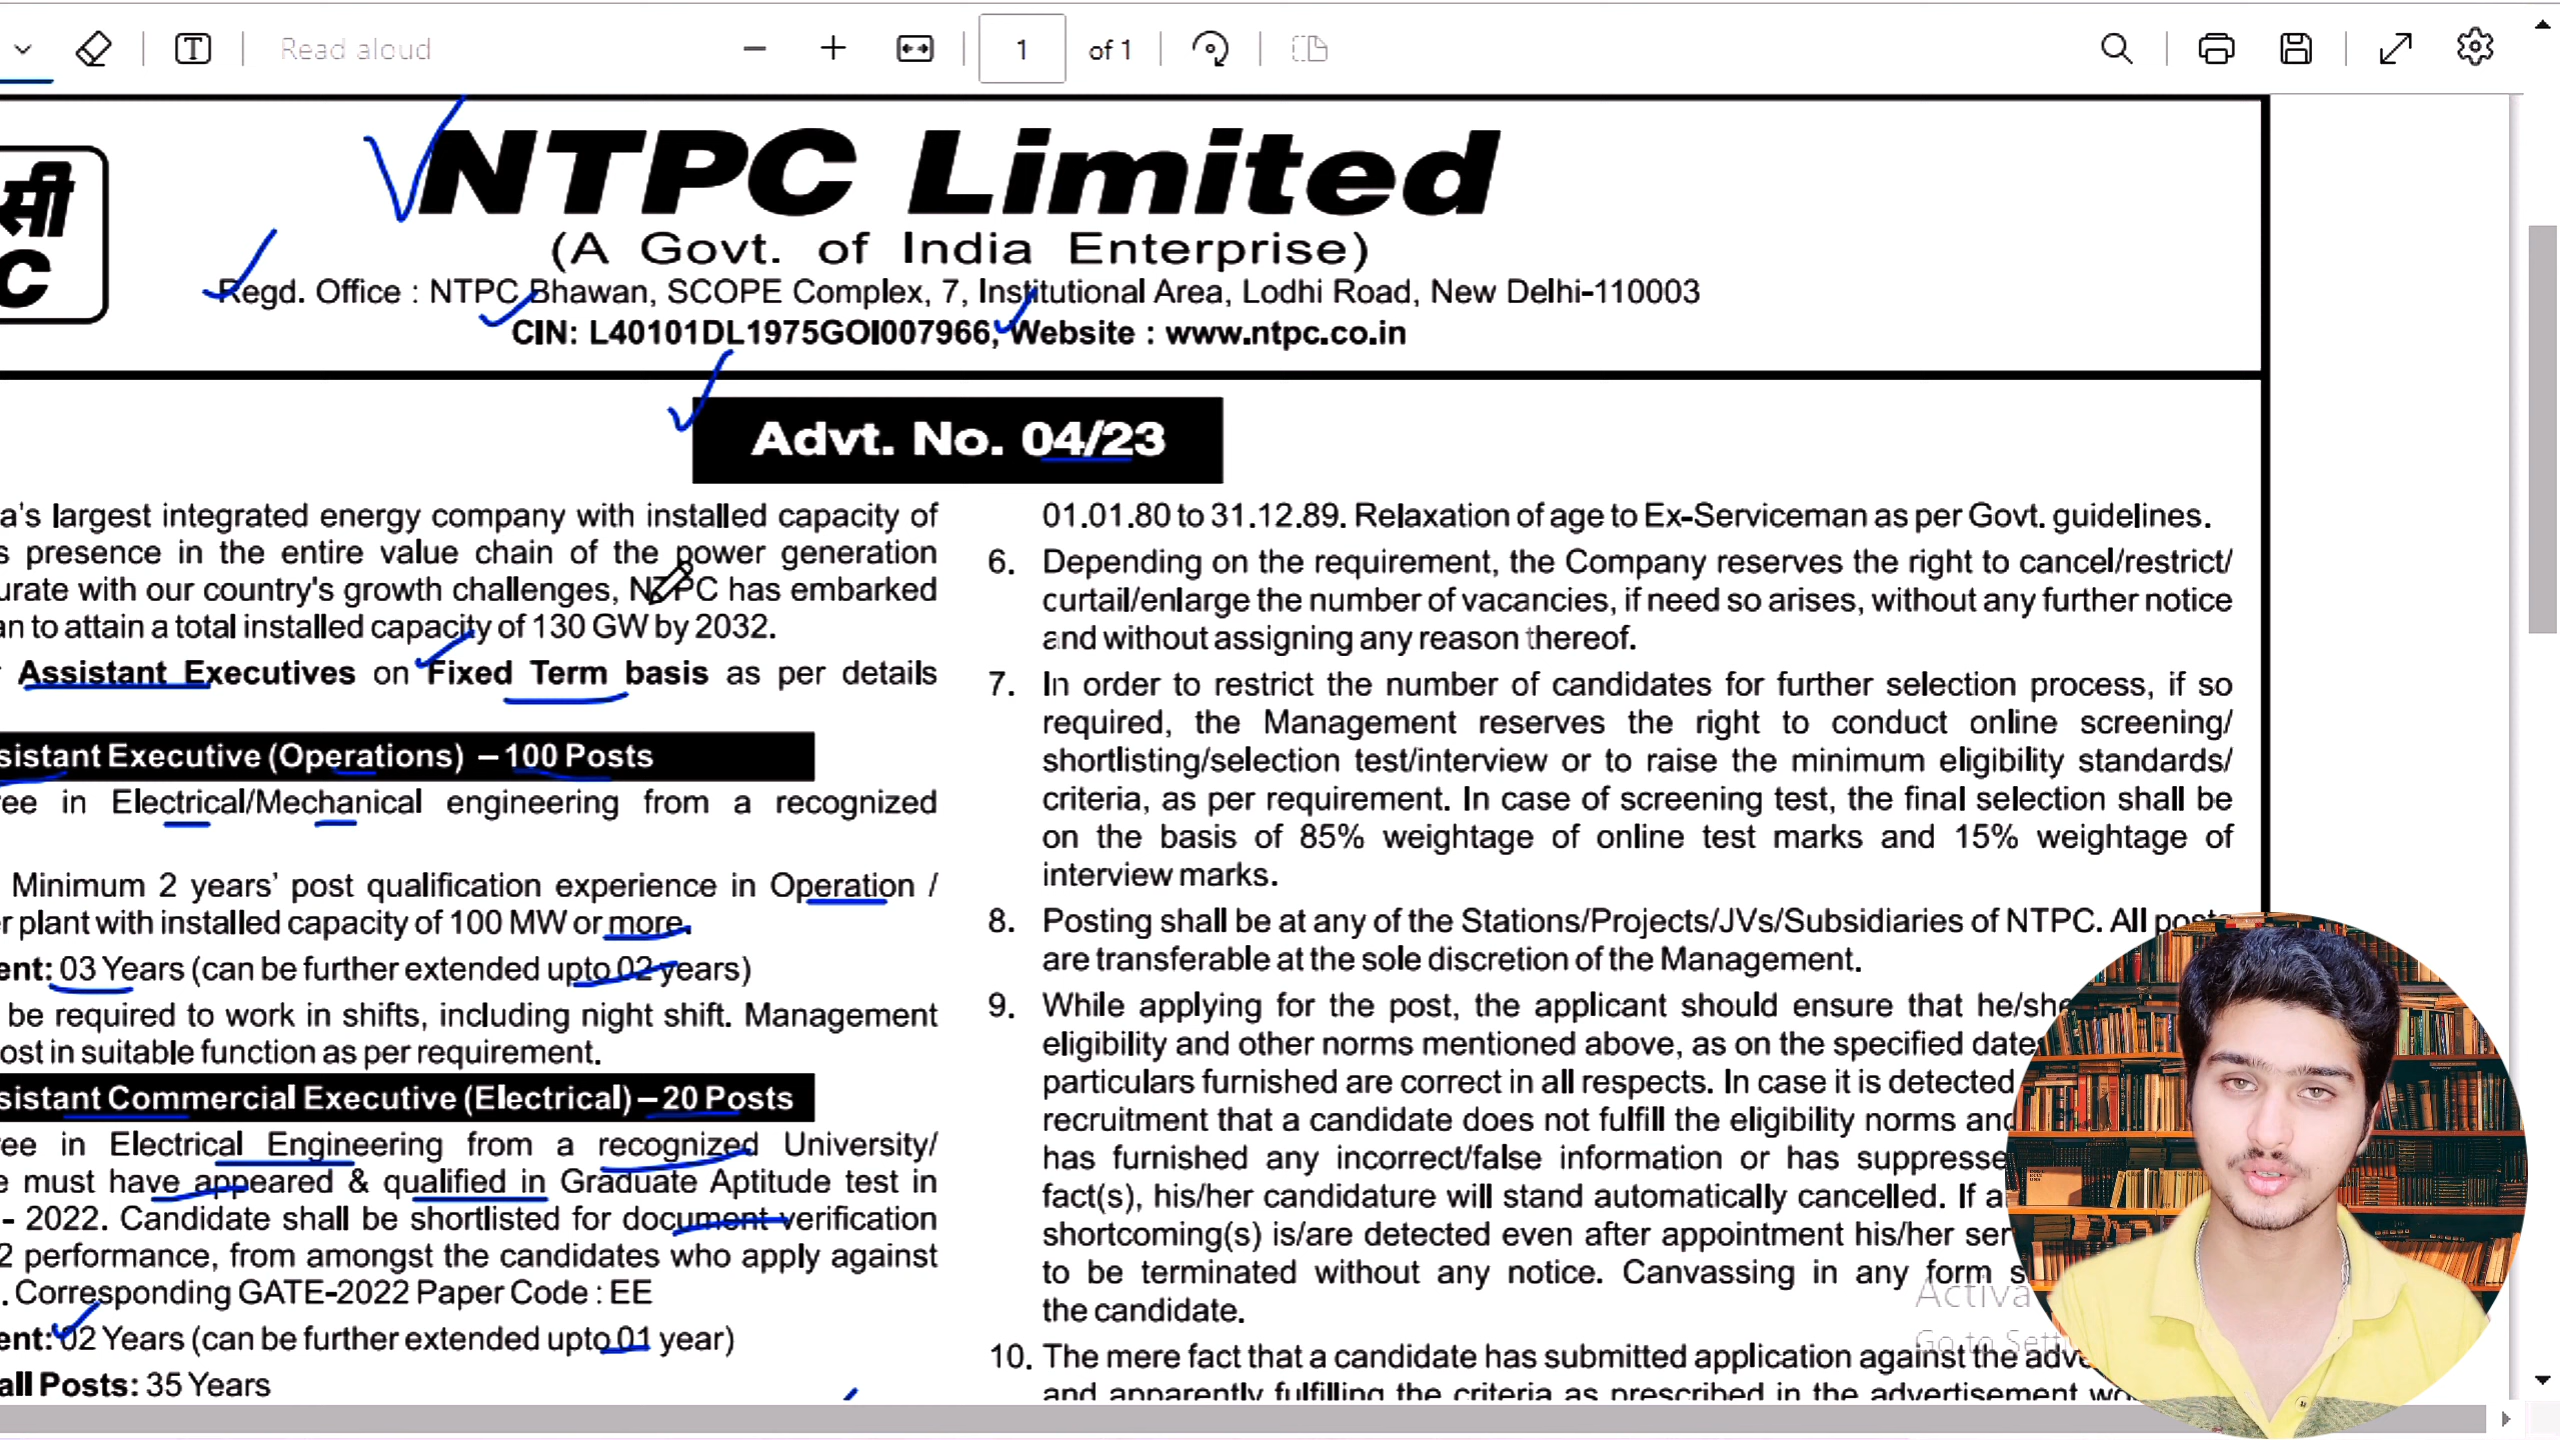 Read aloud
1 of 1
सी
C
NTPC Limited
(A Govt. of India Enterprise)
Regd. Office : NTPC Bhawan, SCOPE Complex, 7, Institutional Area, Lodhi Road, New Delhi-110003
CIN: L40101DL1975GOI007966, Website : www.ntpc.co.in
Advt. No. 04/23
a's largest integrated energy company with installed capacity of
s presence in the entire value chain of the power generation
urate with our country's growth challenges, NTPC has embarked
an to attain a total installed capacity of 130 GW by 2032.
Assistant Executives on Fixed Term basis as per details
sistant Executive (Operations) – 100 Posts
ee in Electrical/Mechanical engineering from a recognized
Minimum 2 years' post qualification experience in Operation /
r plant with installed capacity of 100 MW or more.
ent: 03 Years (can be further extended upto 02 years)
be required to work in shifts, including night shift. Management
ost in suitable function as per requirement.
sistant Commercial Executive (Electrical) – 20 Posts
ee in Electrical Engineering from a recognized University/
e must have appeared & qualified in Graduate Aptitude test in
- 2022. Candidate shall be shortlisted for document verification
2 performance, from amongst the candidates who apply against
. Corresponding GATE-2022 Paper Code : EE
ent: 02 Years (can be further extended upto 01 year)
all Posts: 35 Years
01.01.80 to 31.12.89. Relaxation of age to Ex-Serviceman as per Govt. guidelines.
6. Depending on the requirement, the Company reserves the right to cancel/restrict/
curtail/enlarge the number of vacancies, if need so arises, without any further notice
and without assigning any reason thereof.
7. In order to restrict the number of candidates for further selection process, if so
required, the Management reserves the right to conduct online screening/
shortlisting/selection test/interview or to raise the minimum eligibility standards/
criteria, as per requirement. In case of screening test, the final selection shall be
on the basis of 85% weightage of online test marks and 15% weightage of
interview marks.
8. Posting shall be at any of the Stations/Projects/JVs/Subsidiaries of NTPC. All posts
are transferable at the sole discretion of the Management.
9. While applying for the post, the applicant should ensure that he/she
eligibility and other norms mentioned above, as on the specified date
particulars furnished are correct in all respects. In case it is detected
recruitment that a candidate does not fulfill the eligibility norms and
has furnished any incorrect/false information or has suppresse
fact(s), his/her candidature will stand automatically cancelled. If a
shortcoming(s) is/are detected even after appointment his/her ser
to be terminated without any notice. Canvassing in any form s
the candidate.
10. The mere fact that a candidate has submitted application against the adve
and apparently fulfilling the criteria as prescribed in the advertisement wo
Activa
Go to Sett